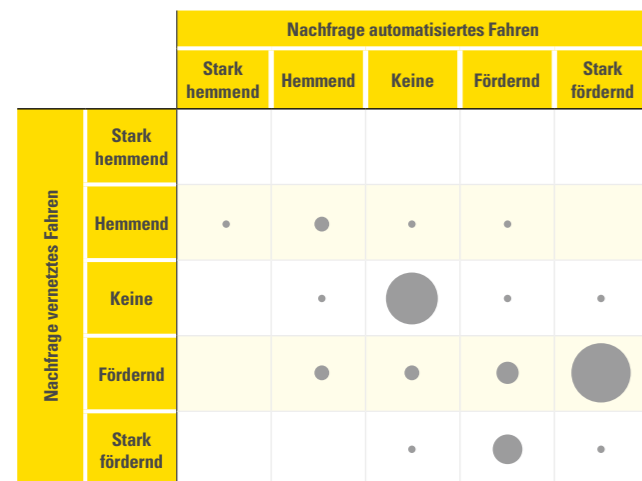 Nachfrage automatisiertes Fahren
Stark
hemmend
Hemmend
Keine
Fördernd
Stark
fördernd
Nachfrage vernetztes Fahren
Stark
hemmend
Hemmend
Keine
Fördernd
Stark
fördernd